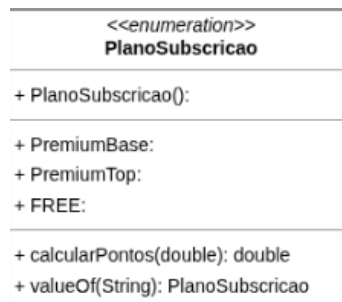 <<enumeration>>
PlanoSubscricao
+ PlanoSubscricao():
+ PremiumBase:
+ PremiumTop:
+ FREE:
+ calcularPontos(double): double
+ valueOf(String): PlanoSubscricao